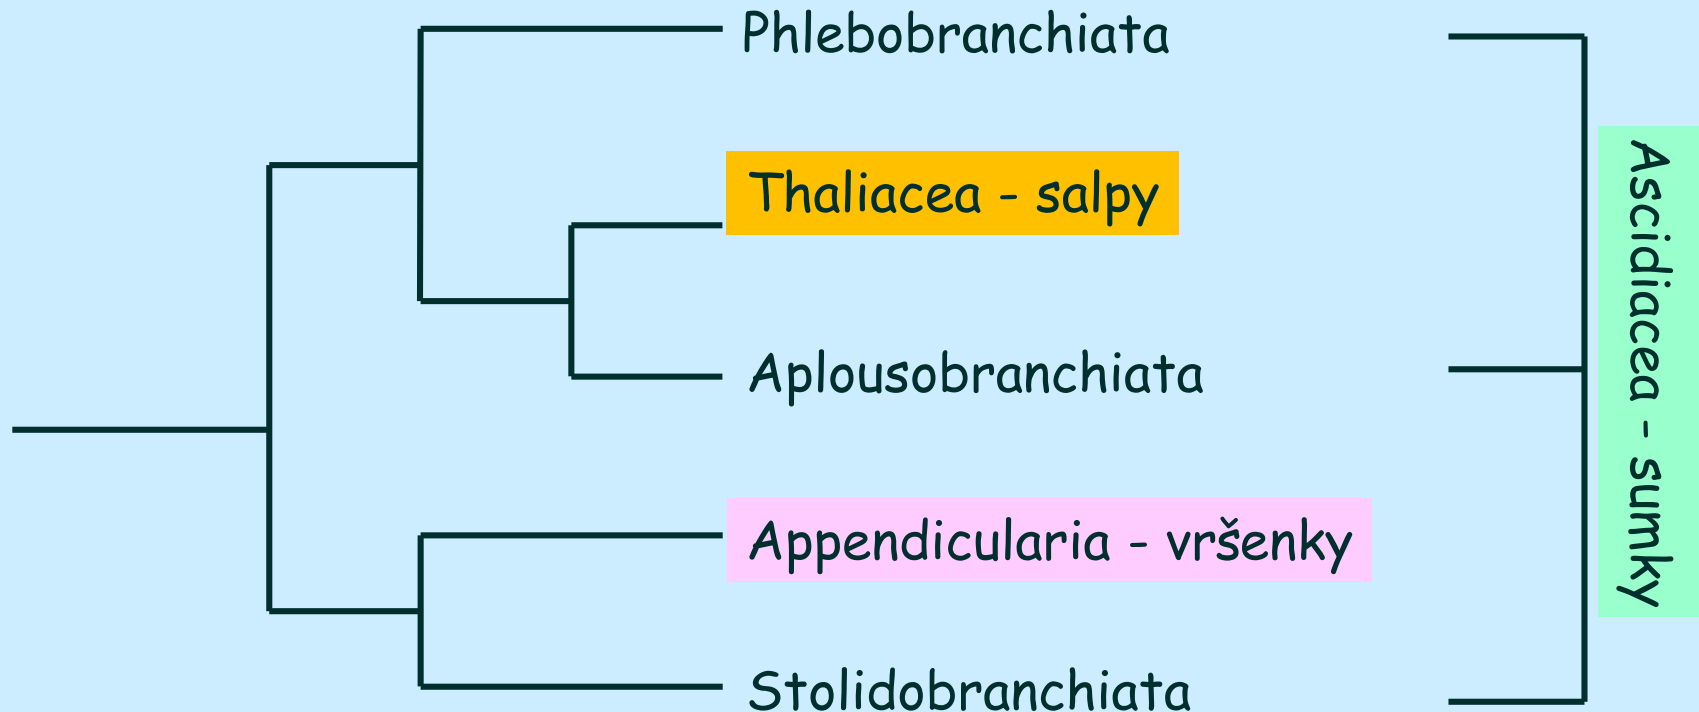 Phlebobranchiata
Thaliacea - salpy
Aplousobranchiata
Appendicularia - vršenky
Stolidobranchiata
Ascidiacea - sumky